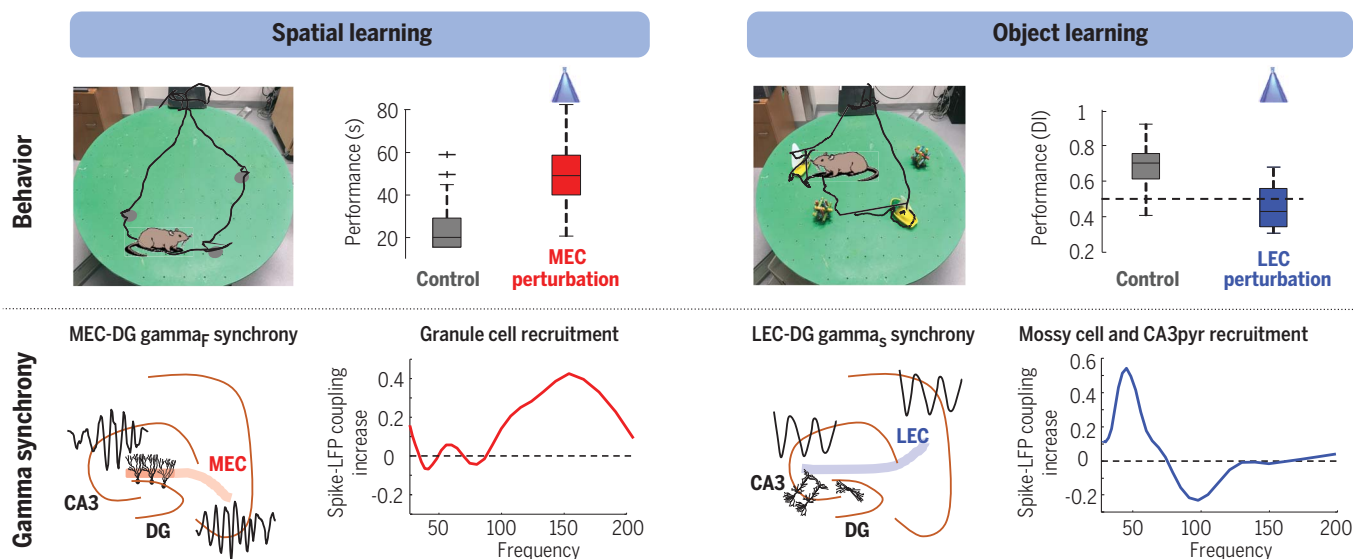 Spatial learning
Object learning
Behavior
Performance (s)
80
60
40
20
Control
MEC
perturbation
Performance (DI)
1
0.8
0.6
0.4
0.2
Control
LEC
perturbation
Gamma synchrony
MEC-DG gammaF synchrony
CA3
DG
MEC
Granule cell recruitment
Spike-LFP coupling
increase
0.4
0.2
0
-0.2
50
100
150
200
Frequency
LEC-DG gammas synchrony
CA3
DG
LEC
Mossy cell and CA3pyr recruitment
Spike-LFP coupling
increase
0.6
0.4
0.2
0
-0.2
50
100
150
200
Frequency